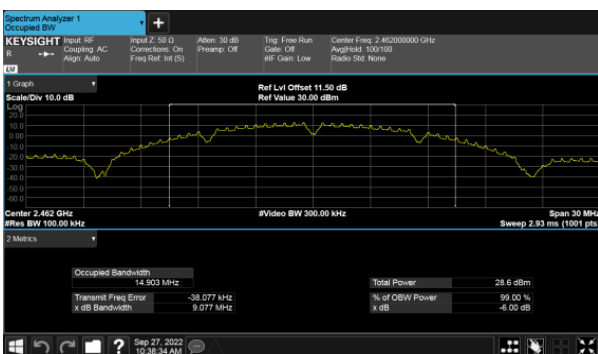 Spectrum Analyzer 1
Occupied BW
+
KEYSIGHT
R
Input: RF
Coupling: AC
Align: Auto
Input Z: 50 Ω
Corrections: On
Freq Ref: Int (S)
Atten: 30 dB
Preamp: Off
Trig: Free Run
Gate: Off
#IF Gain: Low
Center Freq: 2.462000000 GHz
Avg|Hold: 100/100
Radio Std: None
LXI
1 Graph
Scale/Div 10.0 dB
Ref Lvl Offset 11.50 dB
Ref Value 30.00 dBm
Log
20.0
10.0
0.00
-10.0
-20.0
-30.0
-40.0
-50.0
-60.0
Center 2.462 GHz
#Res BW 100.00 kHz
#Video BW 300.00 kHz
Span 30 MHz
Sweep 2.93 ms (1001 pts)
2 Metrics
Occupied Bandwidth
14.903 MHz
Transmit Freq Error -38.077 kHz
x dB Bandwidth 9.077 MHz
Total Power 28.6 dBm
% of OBW Power 99.00 %
x dB -6.00 dB
?
Sep 27, 2022
10:38:34 AM